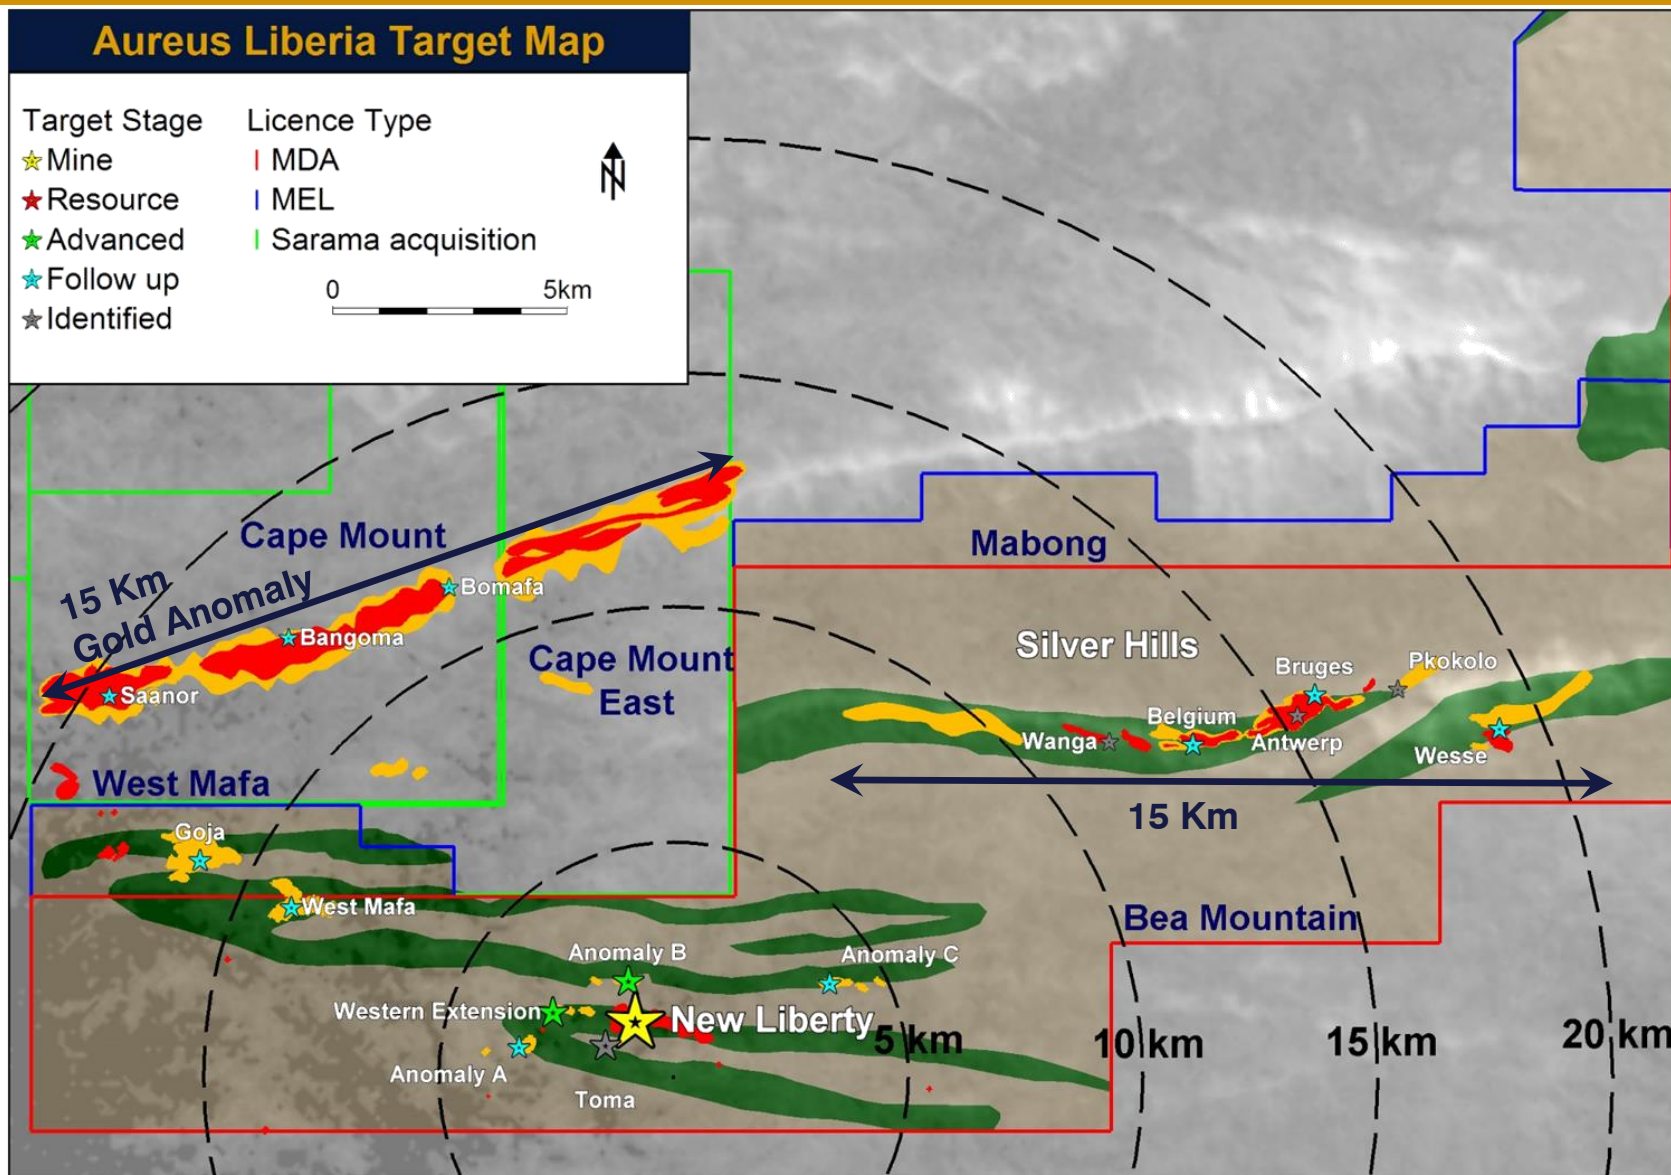 Aureus Liberia Target Map
Target Stage
Licence Type
Mine
MDA
Resource
MEL
Advanced
Sarama acquisition
Follow up
Identified
N
0
5km
Cape Mount
Mabong
15 Km
Gold Anomaly
Bomafa
Bangoma
Saanor
Cape Mount
East
Silver Hills
Bruges
Pkokolo
Belgium
Wanga
Antwerp
Wesse
15 Km
West Mafa
Goja
West Mafa
Bea Mountain
Anomaly B
Anomaly C
Western Extension
New Liberty
5 km
10 km
15 km
20 km
Anomaly A
Toma